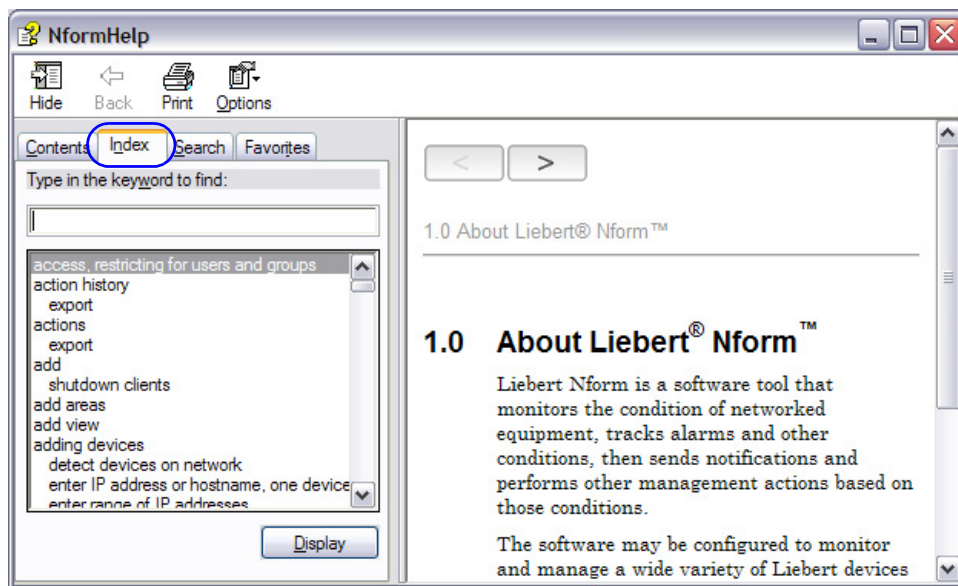 NformHelp
Hide Back Print Options
Contents Index Search Favorites
Type in the keyword to find:
access, restricting for users and groups
action history
export
actions
export
add
shutdown clients
add areas
add view
adding devices
detect devices on network
enter IP address or hostname, one device
enter range of IP addresses
Display
< >
1.0 About Liebert® Nform™
1.0 About Liebert® Nform™
Liebert Nform is a software tool that
monitors the condition of networked
equipment, tracks alarms and other
conditions, then sends notifications and
performs other management actions based on
those conditions.
The software may be configured to monitor
and manage a wide variety of Liebert devices